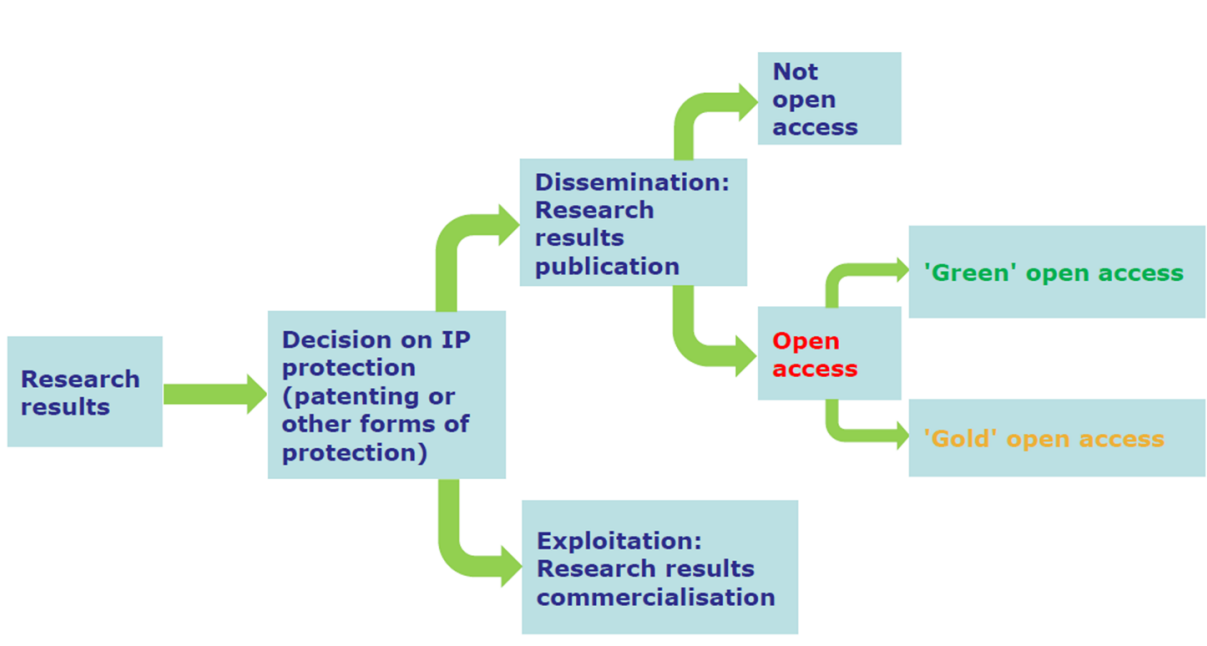 Not
open
access
Dissemination:
Research
results
publication
'Green' open access
Decision on IP
protection
(patenting or
other forms of
protection)
Open
access
Research
results
'Gold' open access
Exploitation:
Research results
commercialisation